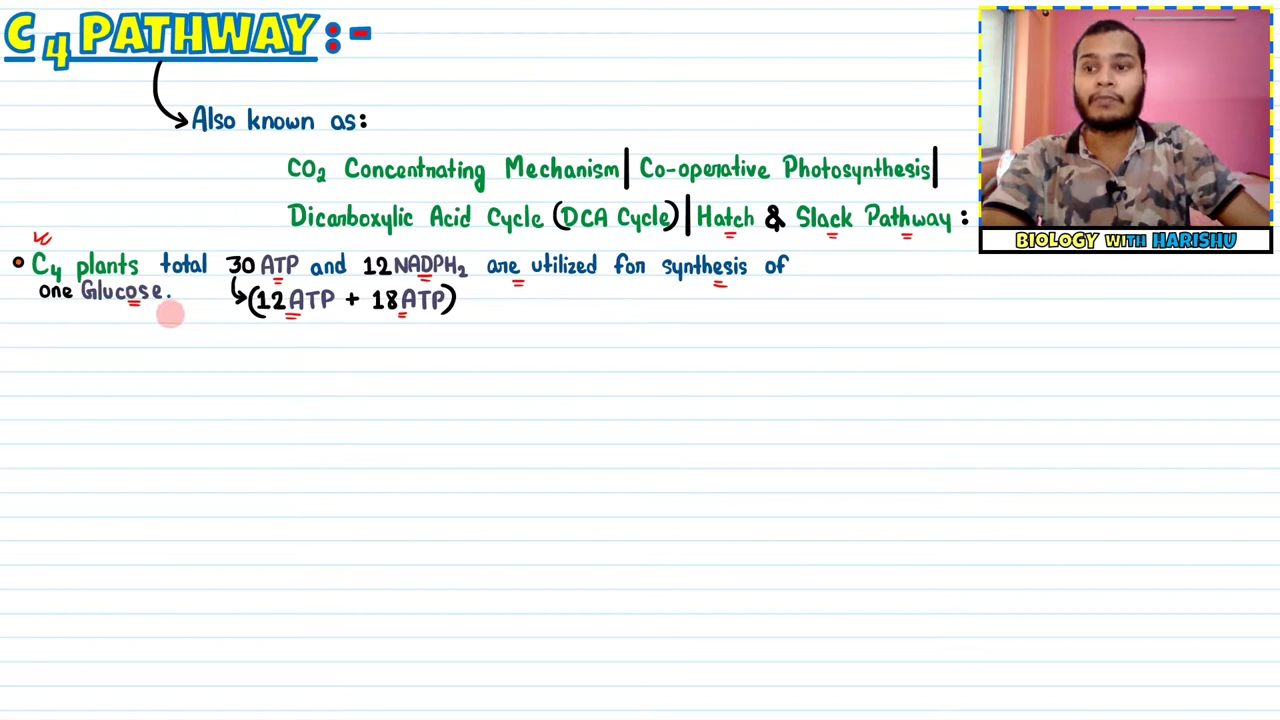 C4 PATHWAY :-
Also known as:
CO2 Concentrating Mechanism | Co-operative Photosynthesis |
Dicarboxylic Acid Cycle (DCA Cycle) | Hatch & Slack Pathway :
• C4 plants total 30 ATP and 12 NADPH2 are utilized for synthesis of
one Glucose.
(12 ATP + 18 ATP)
BIOLOGY WITH HARISHU